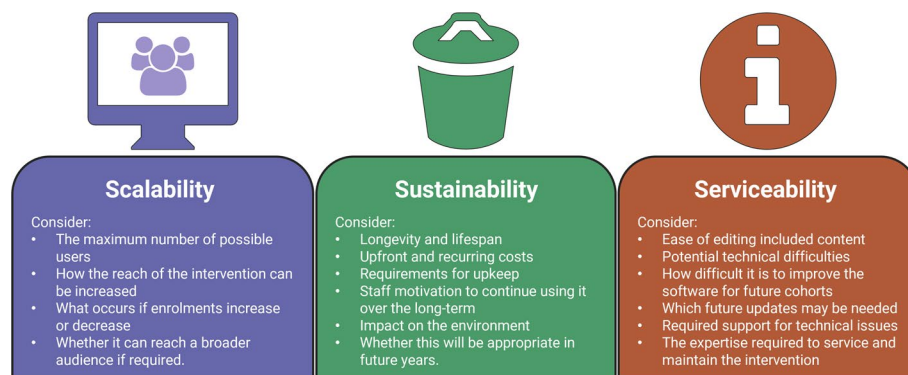 Scalability
Consider:
• The maximum number of possible
users
• How the reach of the intervention can
be increased
• What occurs if enrolments increase
or decrease
• Whether it can reach a broader
audience if required.
Sustainability
Consider:
• Longevity and lifespan
• Upfront and recurring costs
• Requirements for upkeep
• Staff motivation to continue using it
over the long-term
• Impact on the environment
• Whether this will be appropriate in
future years.
Serviceability
Consider:
• Ease of editing included content
• Potential technical difficulties
• How difficult it is to improve the
software for future cohorts
• Which future updates may be needed
• Required support for technical issues
• The expertise required to service and
maintain the intervention